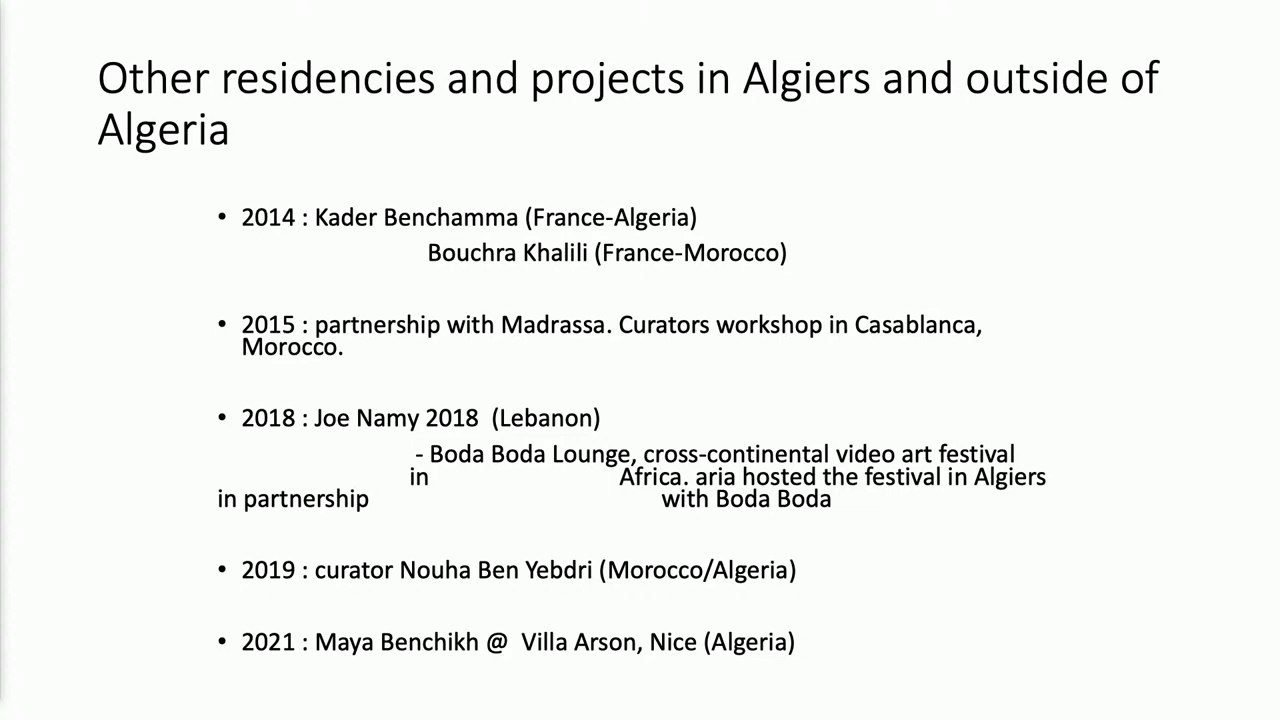 Other residencies and projects in Algiers and outside of
Algeria
• 2014 : Kader Benchamma (France-Algeria)
Bouchra Khalili (France-Morocco)
• 2015 : partnership with Madrassa. Curators workshop in Casablanca,
Morocco.
• 2018 : Joe Namy 2018 (Lebanon)
- Boda Boda Lounge, cross-continental video art festival
in Africa. aria hosted the festival in Algiers
in partnership with Boda Boda
• 2019 : curator Nouha Ben Yebdri (Morocco/Algeria)
• 2021 : Maya Benchikh @ Villa Arson, Nice (Algeria)